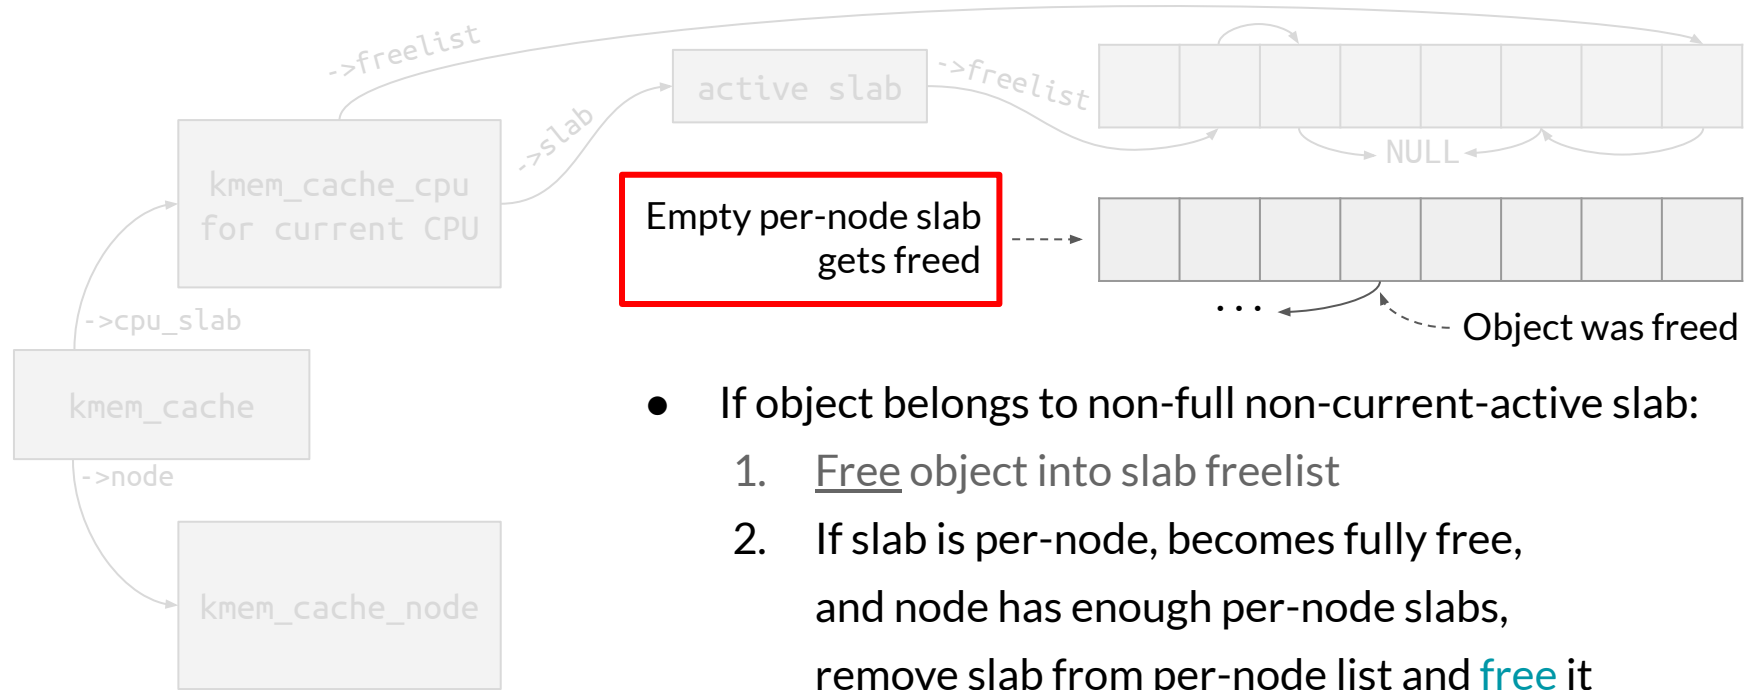 ->freelist
active slab
->freelist
->slab
NULL
kmem_cache_cpu
for current CPU
Empty per-node slab
gets freed
...
Object was freed
->cpu_slab
kmem_cache
->node
kmem_cache_node
● If object belongs to non-full non-current-active slab:
1. Free object into slab freelist
2. If slab is per-node, becomes fully free,
and node has enough per-node slabs,
remove slab from per-node list and free it